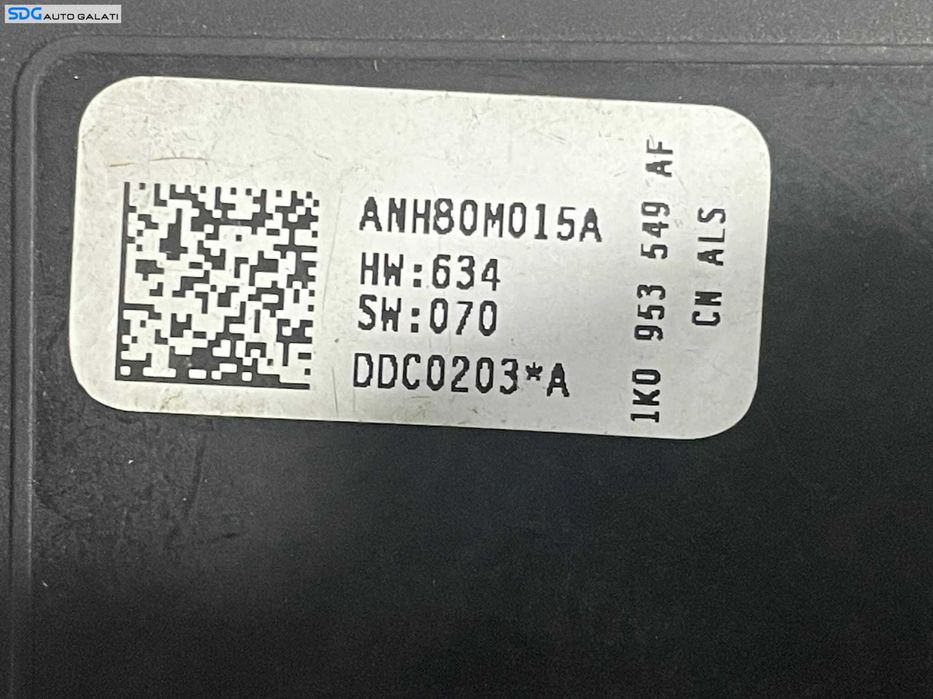 SDG AUTO GALATI
ANH80M015A
HW:634
SW:070
DDC0203*A
1K0 953 549 AF
CN ALS